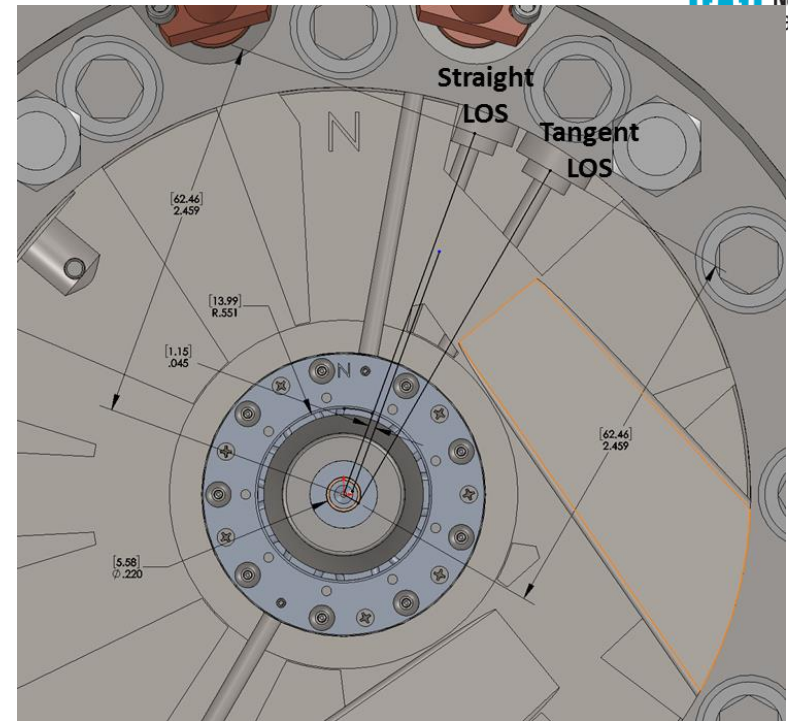 Straight
LOS
Tangent
LOS
N
[62.46]
2.459
[13.99]
R.551
N
[1.15]
.045
[62.46]
2.459
[5.58]
Ø.220